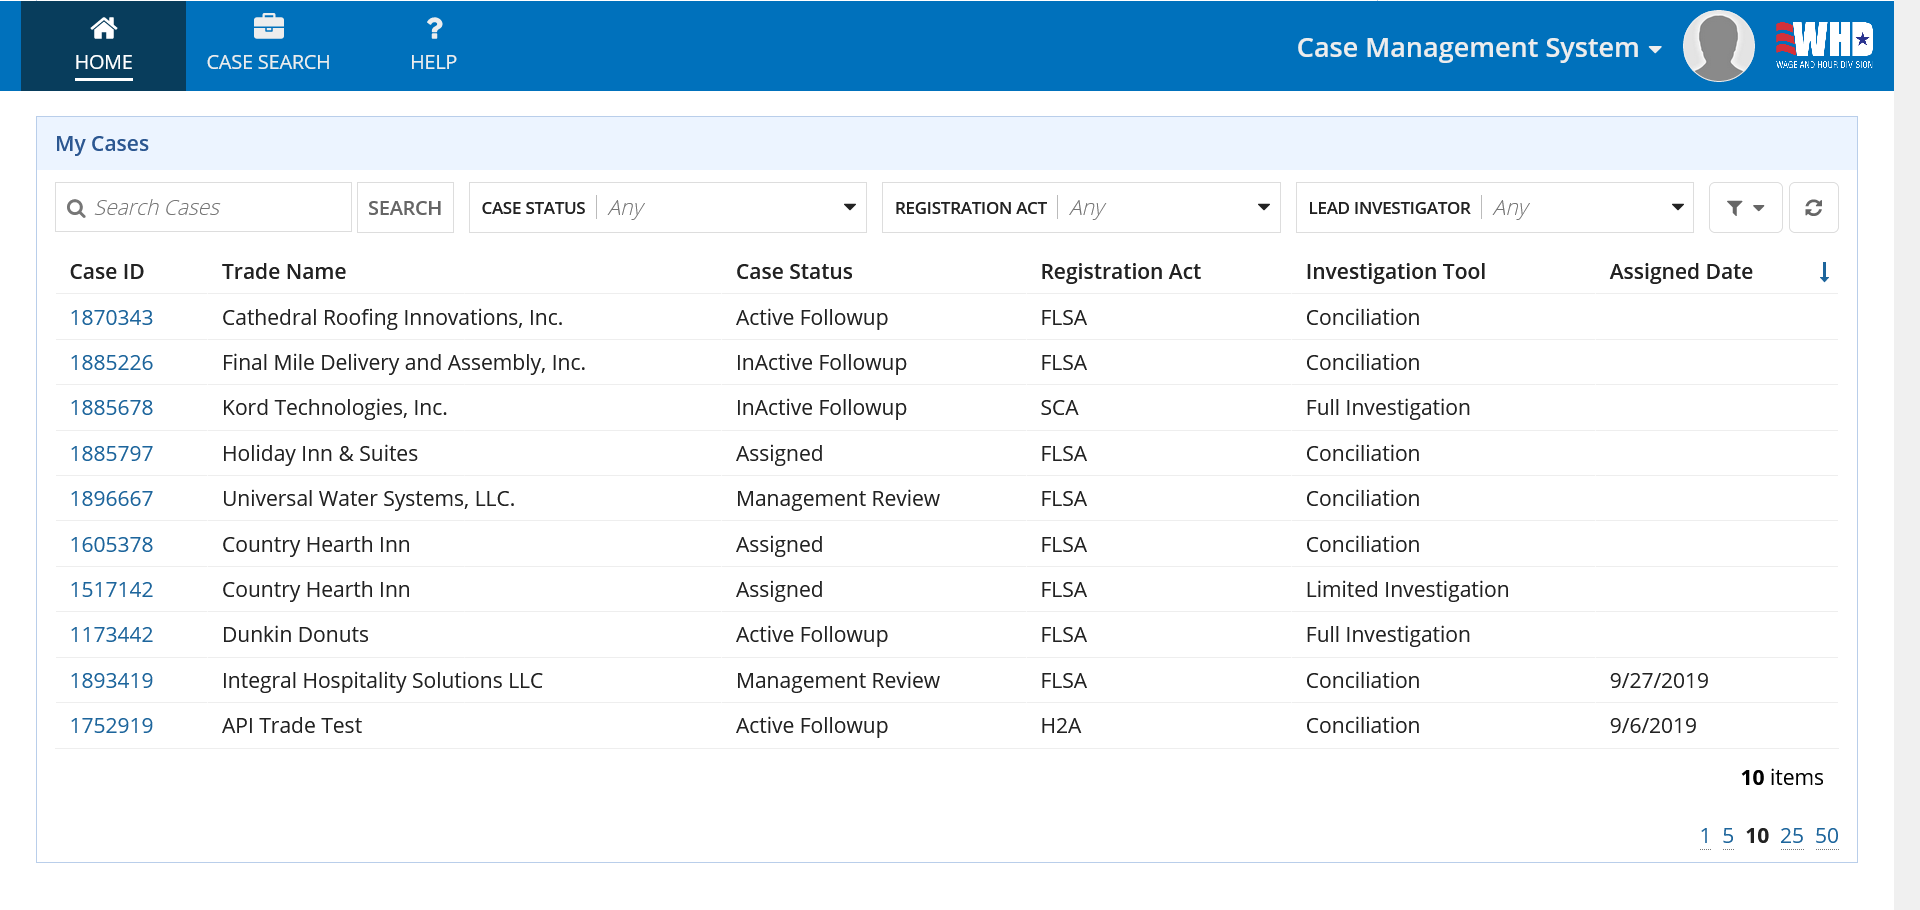 HOME
CASE SEARCH
HELP
Case Management System
WHD
WAGE AND HOUR DIVISION
My Cases
Search Cases
SEARCH
CASE STATUS Any
REGISTRATION ACT Any
LEAD INVESTIGATOR Any
Case ID Trade Name Case Status Registration Act Investigation Tool Assigned Date
1870343 Cathedral Roofing Innovations, Inc. Active Followup FLSA Conciliation
1885226 Final Mile Delivery and Assembly, Inc. InActive Followup FLSA Conciliation
1885678 Kord Technologies, Inc. InActive Followup SCA Full Investigation
1885797 Holiday Inn & Suites Assigned FLSA Conciliation
1896667 Universal Water Systems, LLC. Management Review FLSA Conciliation
1605378 Country Hearth Inn Assigned FLSA Conciliation
1517142 Country Hearth Inn Assigned FLSA Limited Investigation
1173442 Dunkin Donuts Active Followup FLSA Full Investigation
1893419 Integral Hospitality Solutions LLC Management Review FLSA Conciliation 9/27/2019
1752919 API Trade Test Active Followup H2A Conciliation 9/6/2019
10 items
1 5 10 25 50